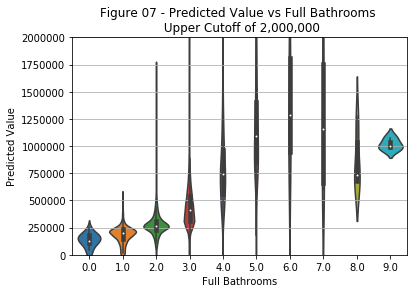 Figure 07 - Predicted Value vs Full Bathrooms
Upper Cutoff of 2,000,000
2000000
1750000
1500000
1250000
1000000
750000
500000
250000
0
Predicted Value
0.0 1.0 2.0 3.0 4.0 5.0 6.0 7.0 8.0 9.0
Full Bathrooms